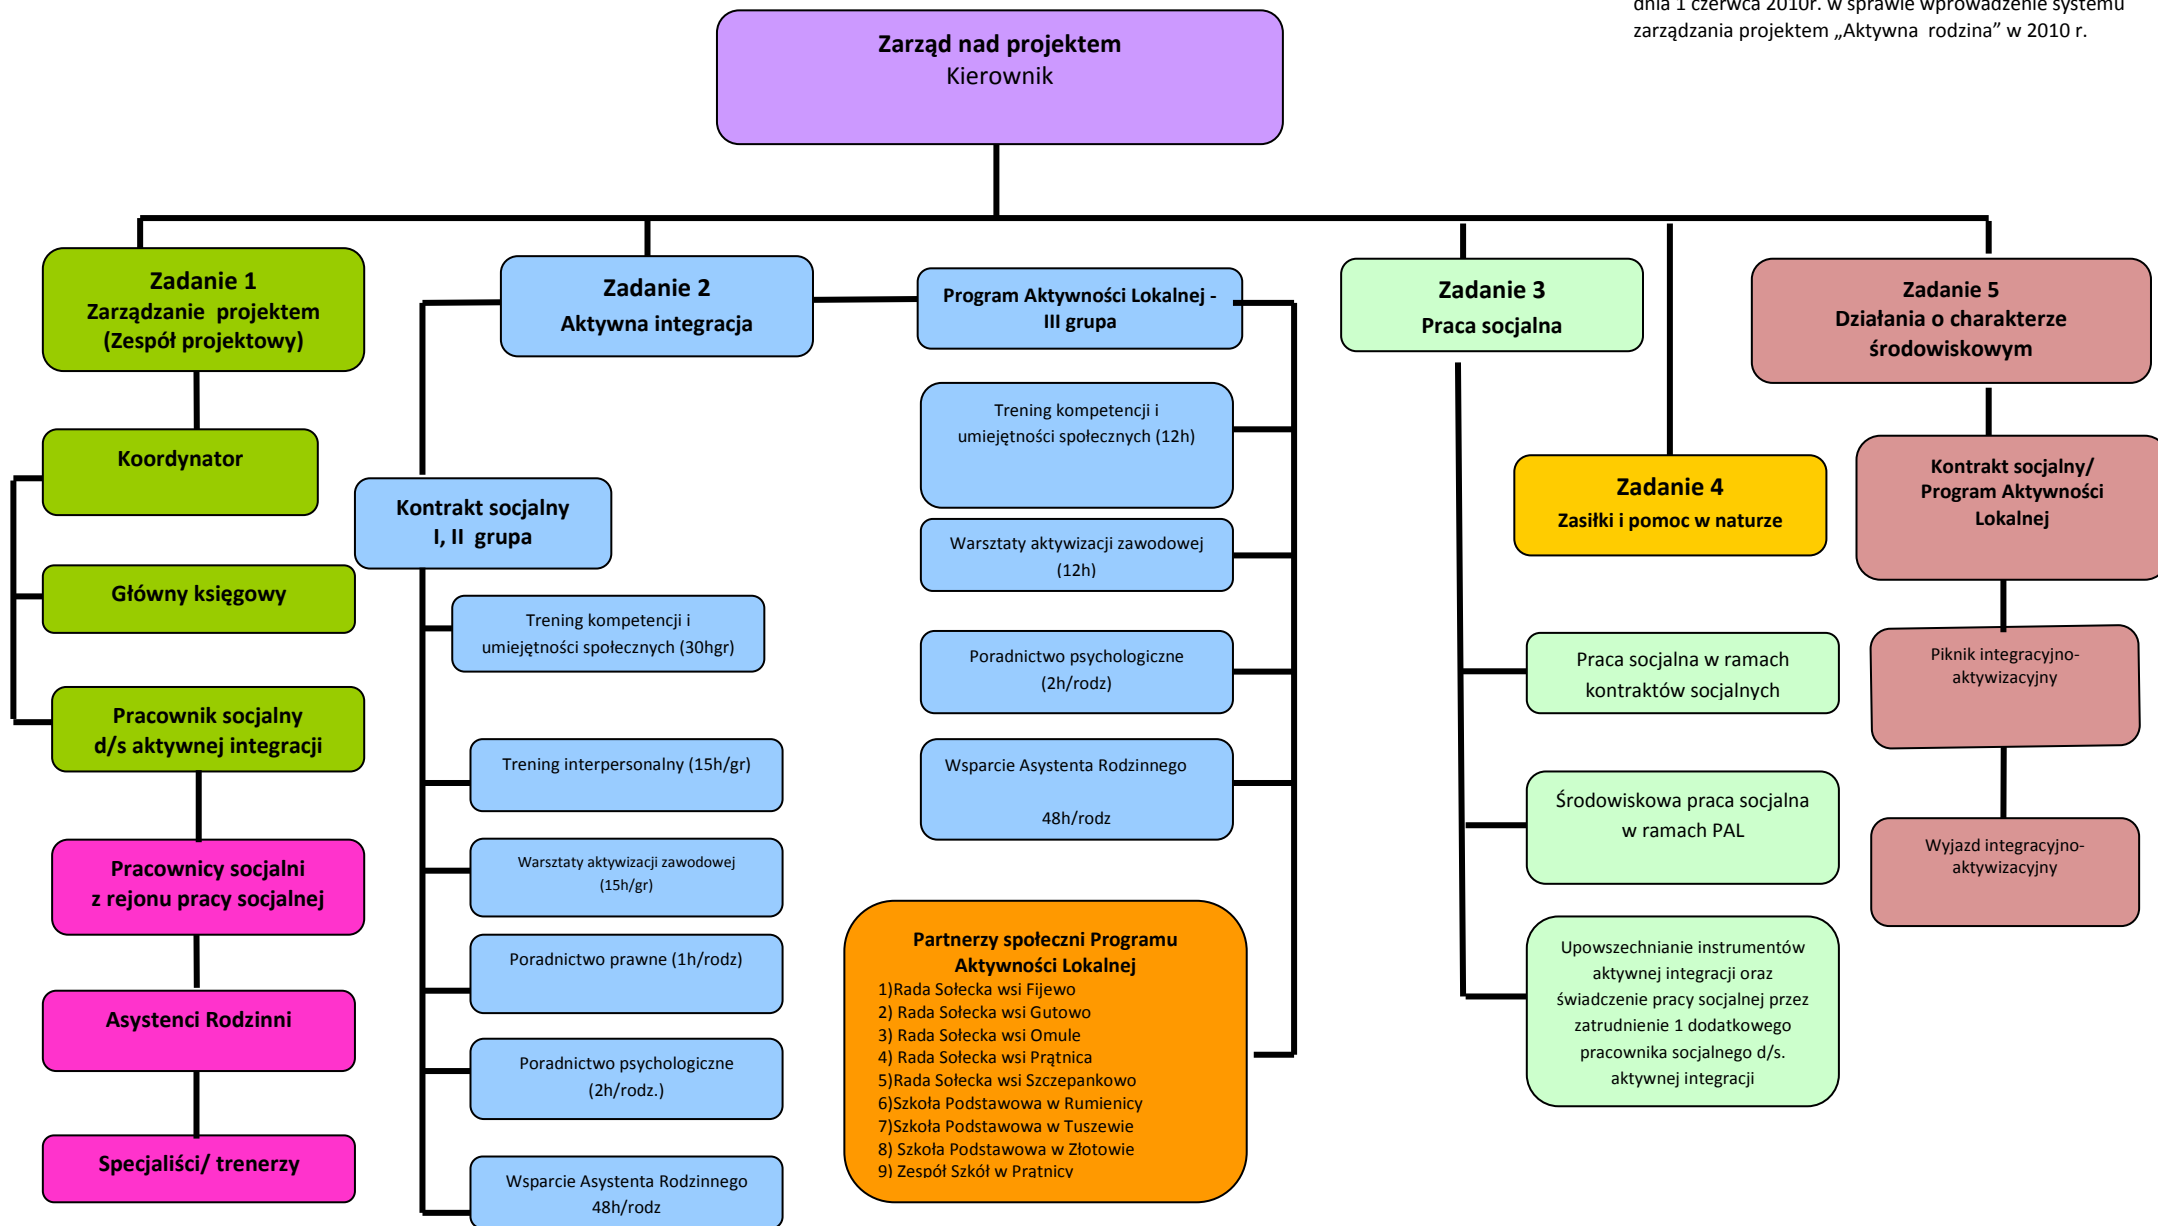 dnia 1 czerwca 2010r. w sprawie wprowadzenie systemu
zarządzania projektem „Aktywna rodzina” w 2010 r.
Zarząd nad projektem
Kierownik
Zadanie 1
Zarządzanie projektem
(Zespół projektowy)
Koordynator
Główny księgowy
Pracownik socjalny
d/s aktywnej integracji
Pracownicy socjalni
z rejonu pracy socjalnej
Asystenci Rodzinni
Specjaliści/ trenerzy
Zadanie 2
Aktywna integracja
Kontrakt socjalny
I, II grupa
Trening kompetencji i
umiejętności społecznych (30hgr)
Trening interpersonalny (15h/gr)
Warsztaty aktywizacji zawodowej
(15h/gr)
Poradnictwo prawne (1h/rodz)
Poradnictwo psychologiczne
(2h/rodz.)
Wsparcie Asystenta Rodzinnego
48h/rodz
Program Aktywności Lokalnej -
III grupa
Trening kompetencji i
umiejętności społecznych (12h)
Warsztaty aktywizacji zawodowej
(12h)
Poradnictwo psychologiczne
(2h/rodz)
Wsparcie Asystenta Rodzinnego
48h/rodz
Partnerzy społeczni Programu
Aktywności Lokalnej
1)Rada Sołecka wsi Fijewo
2) Rada Sołecka wsi Gutowo
3) Rada Sołecka wsi Omule
4) Rada Sołecka wsi Prątnica
5)Rada Sołecka wsi Szczepankowo
6)Szkoła Podstawowa w Rumienicy
7)Szkoła Podstawowa w Tuszewie
8) Szkoła Podstawowa w Złotowie
9) Zespół Szkół w Prątnicy
Zadanie 3
Praca socjalna
Praca socjalna w ramach
kontraktów socjalnych
Środowiskowa praca socjalna
w ramach PAL
Upowszechnianie instrumentów
aktywnej integracji oraz
świadczenie pracy socjalnej przez
zatrudnienie 1 dodatkowego
pracownika socjalnego d/s.
aktywnej integracji
Zadanie 4
Zasiłki i pomoc w naturze
Zadanie 5
Działania o charakterze
środowiskowym
Kontrakt socjalny/
Program Aktywności
Lokalnej
Piknik integracyjno-
aktywizacyjny
Wyjazd integracyjno-
aktywizacyjny